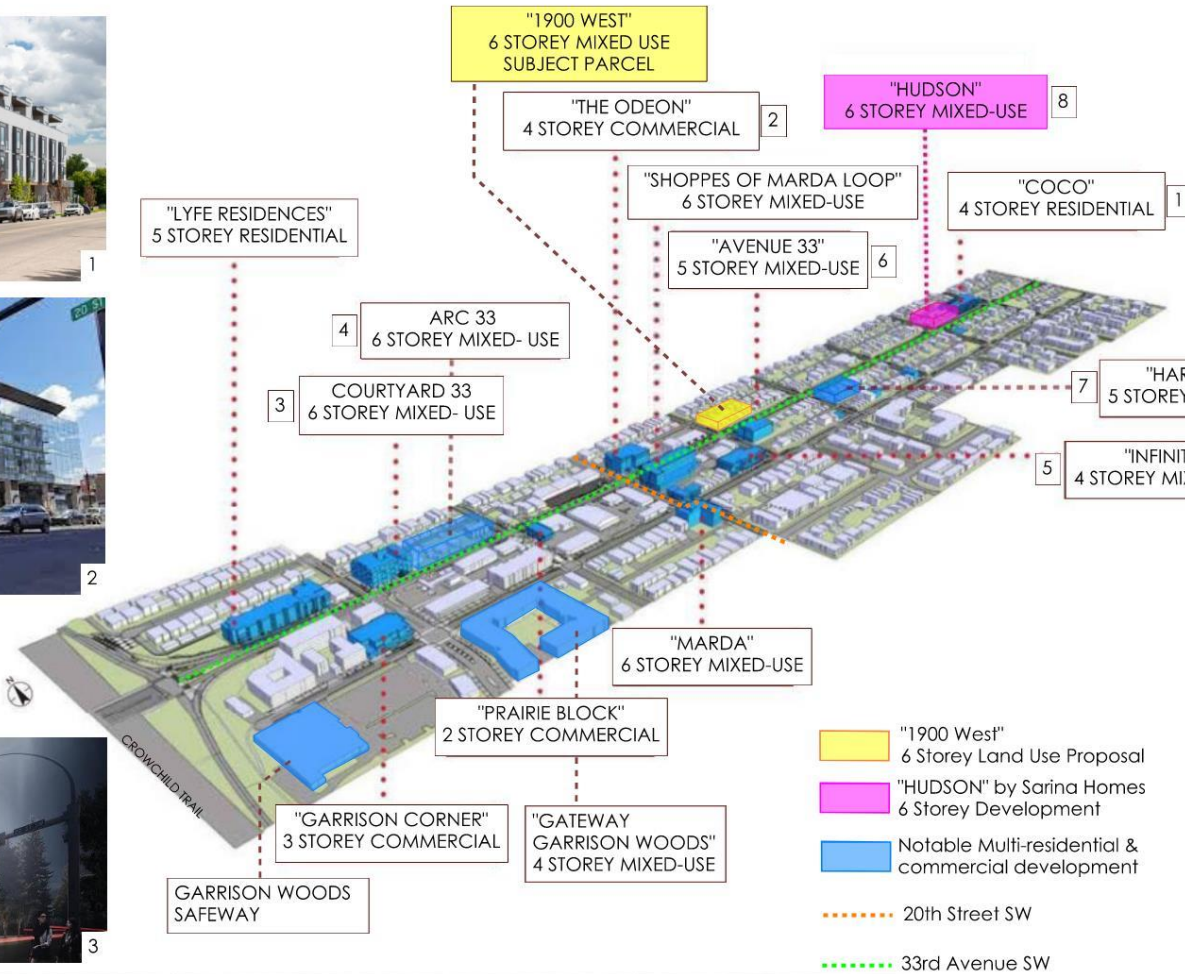 "1900 WEST"
6 STOREY MIXED USE
SUBJECT PARCEL
"THE ODEON"
4 STOREY COMMERCIAL
2
"HUDSON"
6 STOREY MIXED-USE
8
"SHOPPES OF MARDA LOOP"
6 STOREY MIXED-USE
"COCO"
4 STOREY RESIDENTIAL
1
"LYFE RESIDENCES"
5 STOREY RESIDENTIAL
"AVENUE 33"
5 STOREY MIXED-USE
6
1
20 ST
4
ARC 33
6 STOREY MIXED- USE
3
COURTYARD 33
6 STOREY MIXED- USE
7
"HAR
5 STOREY
5
"INFINIT
4 STOREY MIX
2
"MARDA"
6 STOREY MIXED-USE
"PRAIRIE BLOCK"
2 STOREY COMMERCIAL
CROWCHILD TRAIL
"GARRISON CORNER"
3 STOREY COMMERCIAL
"GATEWAY
GARRISON WOODS"
4 STOREY MIXED-USE
GARRISON WOODS
SAFEWAY
3
"1900 West"
6 Storey Land Use Proposal
"HUDSON" by Sarina Homes
6 Storey Development
Notable Multi-residential &
commercial development
20th Street SW
33rd Avenue SW